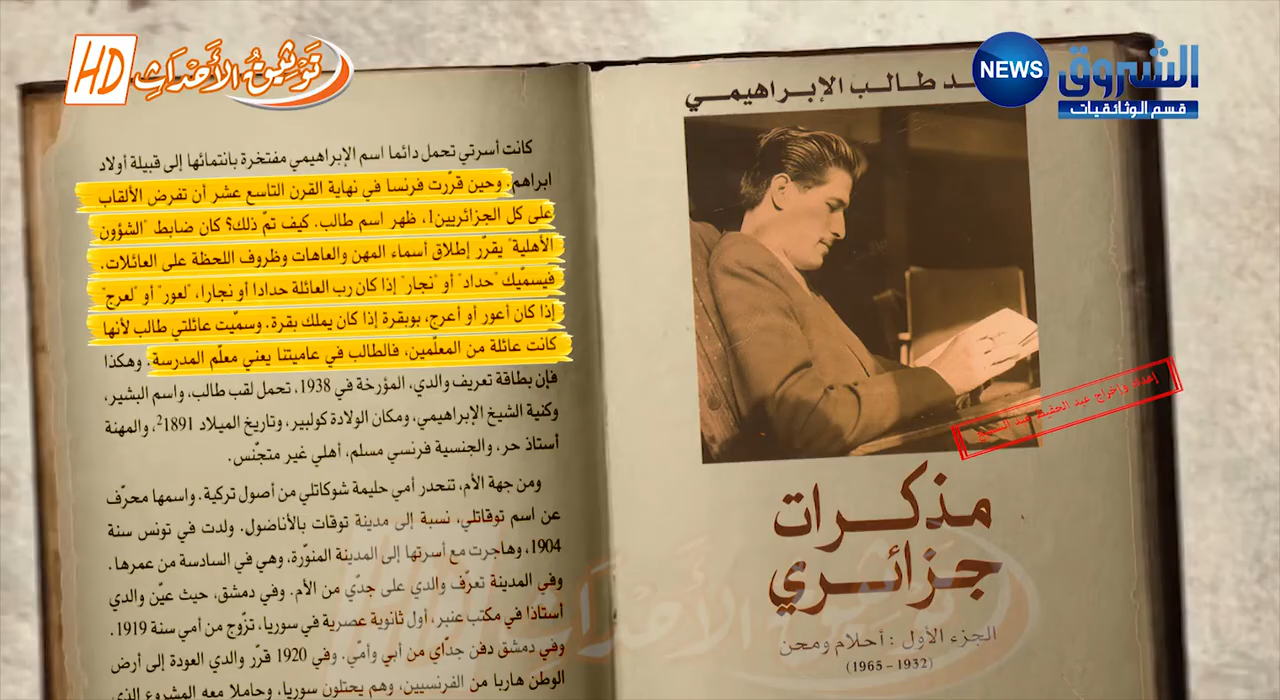 HD تَوْثِيقُ الأَحْدَاثِ
NEWS الشروق
قسم الوثائقيات
كانت أسرتي تحمل دائما اسم الإبراهيمي مفتخرة بانتمائها إلى قبيلة أولاد
ابراهم. وحين قرّرت فرنسا في نهاية القرن التاسع عشر أن تفرض الألقاب
على كل الجزائريين1، ظهر اسم طالب. كيف تمّ ذلك؟ كان ضابط "الشؤون
الأهلية" يقرّر إطلاق أسماء المهن والعاهات وظروف اللحظة على العائلات.
فيسمّيك "حداد" أو "نجار" إذا كان رب العائلة حدادا أو نجارا، "لعور" أو "لعرج"
إذا كان أعور أو أعرج، بوبقرة إذا كان يملك بقرة. وسمّيت عائلتي طالب لأنها
كانت عائلة من المعلّمين، فالطالب في عاميتنا يعني معلّم المدرسة. وهكذا
فإن بطاقة تعريف والدي، المؤرخة في 1938، تحمل لقب طالب، واسم البشير،
وكنية الشيخ الإبراهيمي، ومكان الولادة كولبير، وتاريخ الميلاد 1891²، والمهنة
أستاذ حر، والجنسية فرنسي مسلم، أهلي غير متجنّس.
ومن جهة الأم، تنحدر أمي حليمة شوكاتلي من أصول تركية. واسمها محرّف
عن اسم توقاتلي، نسبة إلى مدينة توقات بالأناضول. ولدت في تونس سنة
1904، وهاجرت مع أسرتها إلى المدينة المنوّرة، وهي في السادسة من عمرها.
وفي المدينة تعرّف والدي على جدّي من الأم. وفي دمشق، حيث عيّن والدي
أستاذا في مكتب عنبر، أول ثانوية عصرية في سوريا، تزوّج من أمي سنة 1919.
وفي دمشق دفن جدّاي من أبي وأمي. وفي 1920 قرّر والدي العودة إلى أرض
الوطن هاربا من الفرنسيين، وهم يحتلون سوريا، وحاملا معه المشروع الذي
طالب الإبراهيمي
إعداد وإخراج عبد الحفيظ عبد
مذكرات
جزائري
الجزء الأول : أحلام ومحن
(1932 - 1965)
HD تَوْثِيقُ الأَحْدَاثِ